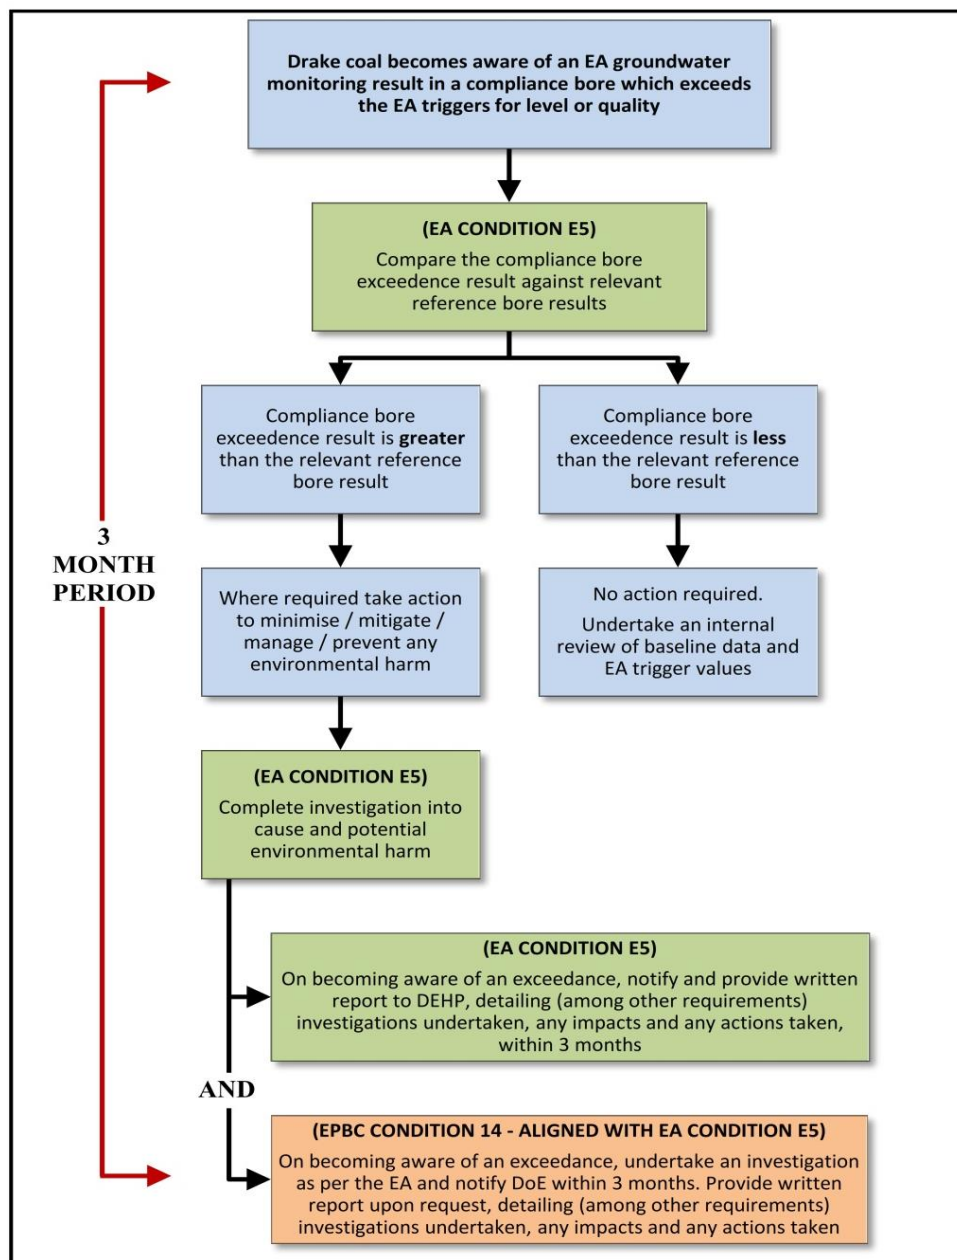 Drake coal becomes aware of an EA groundwater
monitoring result in a compliance bore which exceeds
the EA triggers for level or quality
(EA CONDITION E5)
Compare the compliance bore
exceedence result against relevant
reference bore results
Compliance bore
exceedence result is greater
than the relevant reference
bore result
Compliance bore
exceedence result is less
than the relevant reference
bore result
3
MONTH
PERIOD
Where required take action
to minimise / mitigate /
manage / prevent any
environmental harm
No action required.
Undertake an internal
review of baseline data and
EA trigger values
(EA CONDITION E5)
Complete investigation into
cause and potential
environmental harm
(EA CONDITION E5)
On becoming aware of an exceedance, notify and provide written
report to DEHP, detailing (among other requirements)
investigations undertaken, any impacts and any actions taken,
within 3 months
AND
(EPBC CONDITION 14 - ALIGNED WITH EA CONDITION E5)
On becoming aware of an exceedance, undertake an investigation
as per the EA and notify DoE within 3 months. Provide written
report upon request, detailing (among other requirements)
investigations undertaken, any impacts and any actions taken